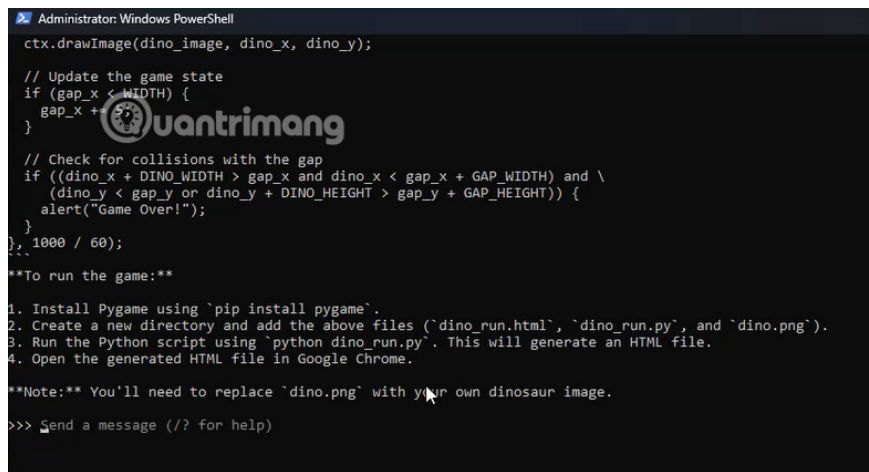 Administrator: Windows PowerShell
ctx.drawImage(dino_image, dino_x, dino_y);
// Update the game state
if (gap_x < WIDTH) {
gap_x += 5;
}
Quantrimang
// Check for collisions with the gap
if ((dino_x + DINO_WIDTH > gap_x and dino_x < gap_x + GAP_WIDTH) and \
(dino_y < gap_y or dino_y + DINO_HEIGHT > gap_y + GAP_HEIGHT)) {
alert("Game Over!");
}
}, 1000 / 60);
```
**To run the game:**
1. Install Pygame using `pip install pygame`.
2. Create a new directory and add the above files (`dino_run.html`, `dino_run.py`, and `dino.png`).
3. Run the Python script using `python dino_run.py`. This will generate an HTML file.
4. Open the generated HTML file in Google Chrome.
**Note:** You'll need to replace `dino.png` with your own dinosaur image.
>>> Send a message (/? for help)